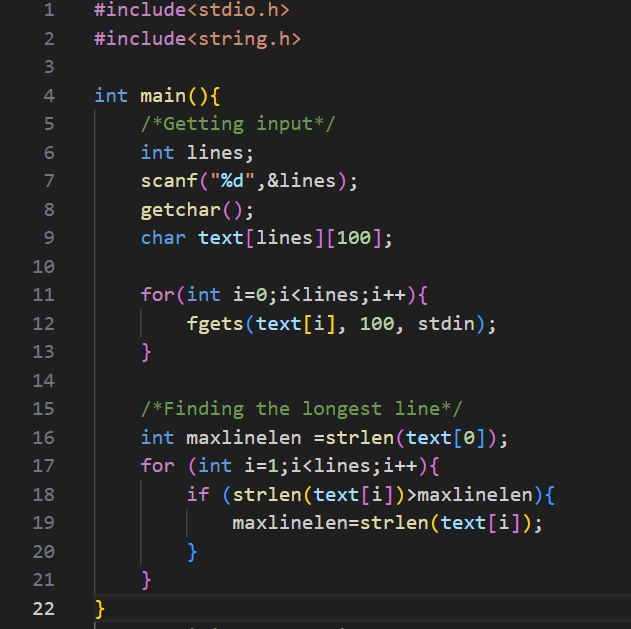 1 #include<stdio.h>
2 #include<string.h>
3
4 int main(){
5 /*Getting input*/
6 int lines;
7 scanf("%d",&lines);
8 getchar();
9 char text[lines][100];
10
11 for(int i=0;i<lines;i++){
12 fgets(text[i], 100, stdin);
13 }
14
15 /*Finding the longest line*/
16 int maxlinelen =strlen(text[0]);
17 for (int i=1;i<lines;i++){
18 if (strlen(text[i])>maxlinelen){
19 maxlinelen=strlen(text[i]);
20 }
21 }
22 }